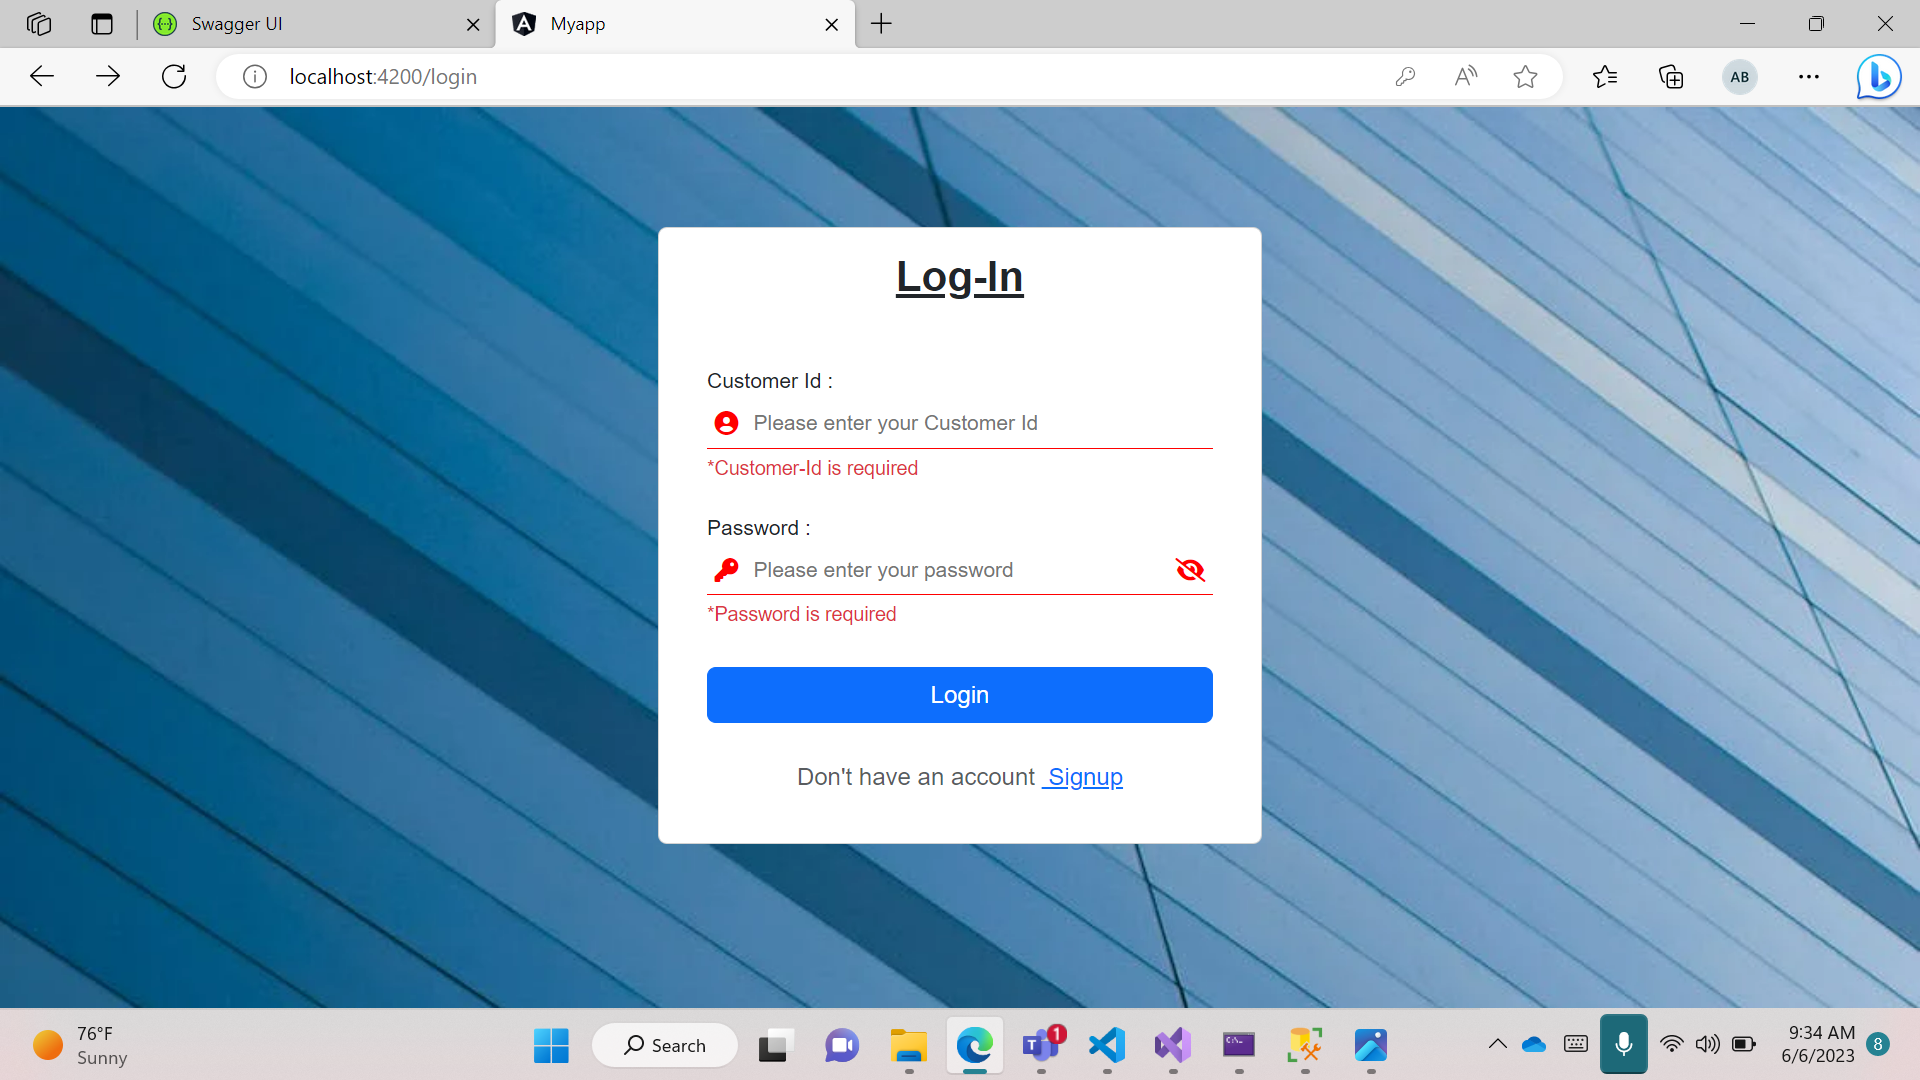 Swagger UI
Myapp
localhost:4200/login
AB
Log-In
Customer Id :
Please enter your Customer Id
*Customer-Id is required
Password :
Please enter your password
*Password is required
Login
Don't have an account Signup
76°F
Sunny
Search
1
9:34 AM
6/6/2023
8